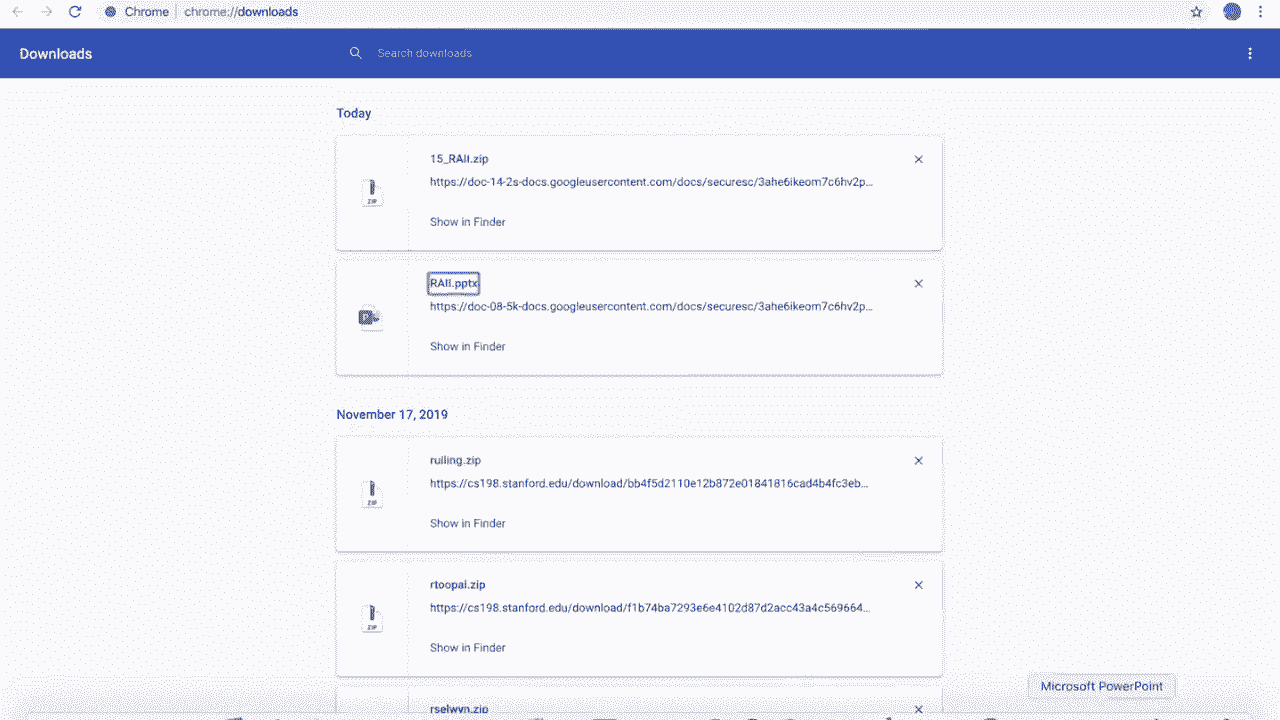 Chrome
chrome://downloads
Downloads
Search downloads
Today
15_RAII.zip
https://doc-14-2s-docs.googleusercontent.com/docs/securesc/3ahe6ikeom7c6hv2p...
Show in Finder
ZIP
RAII.pptx
https://doc-08-5k-docs.googleusercontent.com/docs/securesc/3ahe6ikeom7c6hv2p...
Show in Finder
P
November 17, 2019
ruiling.zip
https://cs198.stanford.edu/download/bb4f5d2110e12b872e01841816cad4b4fc3eb...
Show in Finder
ZIP
rtoopal.zip
https://cs198.stanford.edu/download/f1b74ba7293e6e4102d87d2acc43a4c569664...
Show in Finder
ZIP
Microsoft PowerPoint
rselwyn.zip